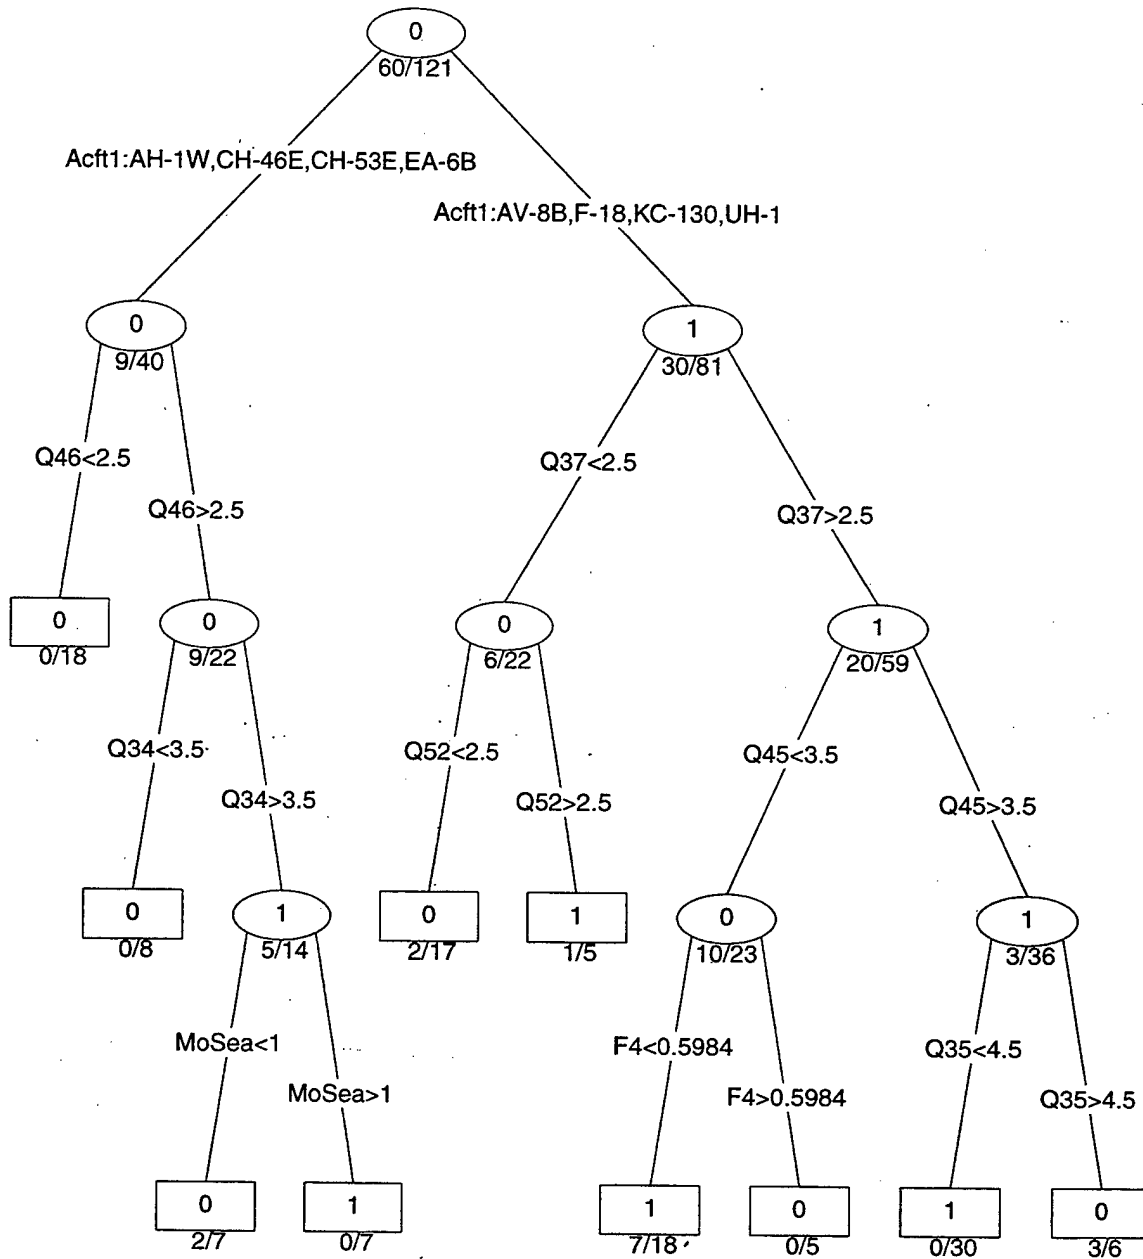 0
60/121
Acft1:AH-1W,CH-46E,CH-53E,EA-6B
Acft1:AV-8B,F-18,KC-130,UH-1
0
9/40
1
30/81
Q46<2.5
Q46>2.5
Q37<2.5
Q37>2.5
0
0/18
0
9/22
0
6/22
1
20/59
Q34<3.5
Q34>3.5
Q52<2.5
Q52>2.5
Q45<3.5
Q45>3.5
0
0/8
1
5/14
0
2/17
1
1/5
0
10/23
1
3/36
MoSea<1
MoSea>1
F4<0.5984
F4>0.5984
Q35<4.5
Q35>4.5
0
2/7
1
0/7
1
7/18
0
0/5
1
0/30
0
3/6